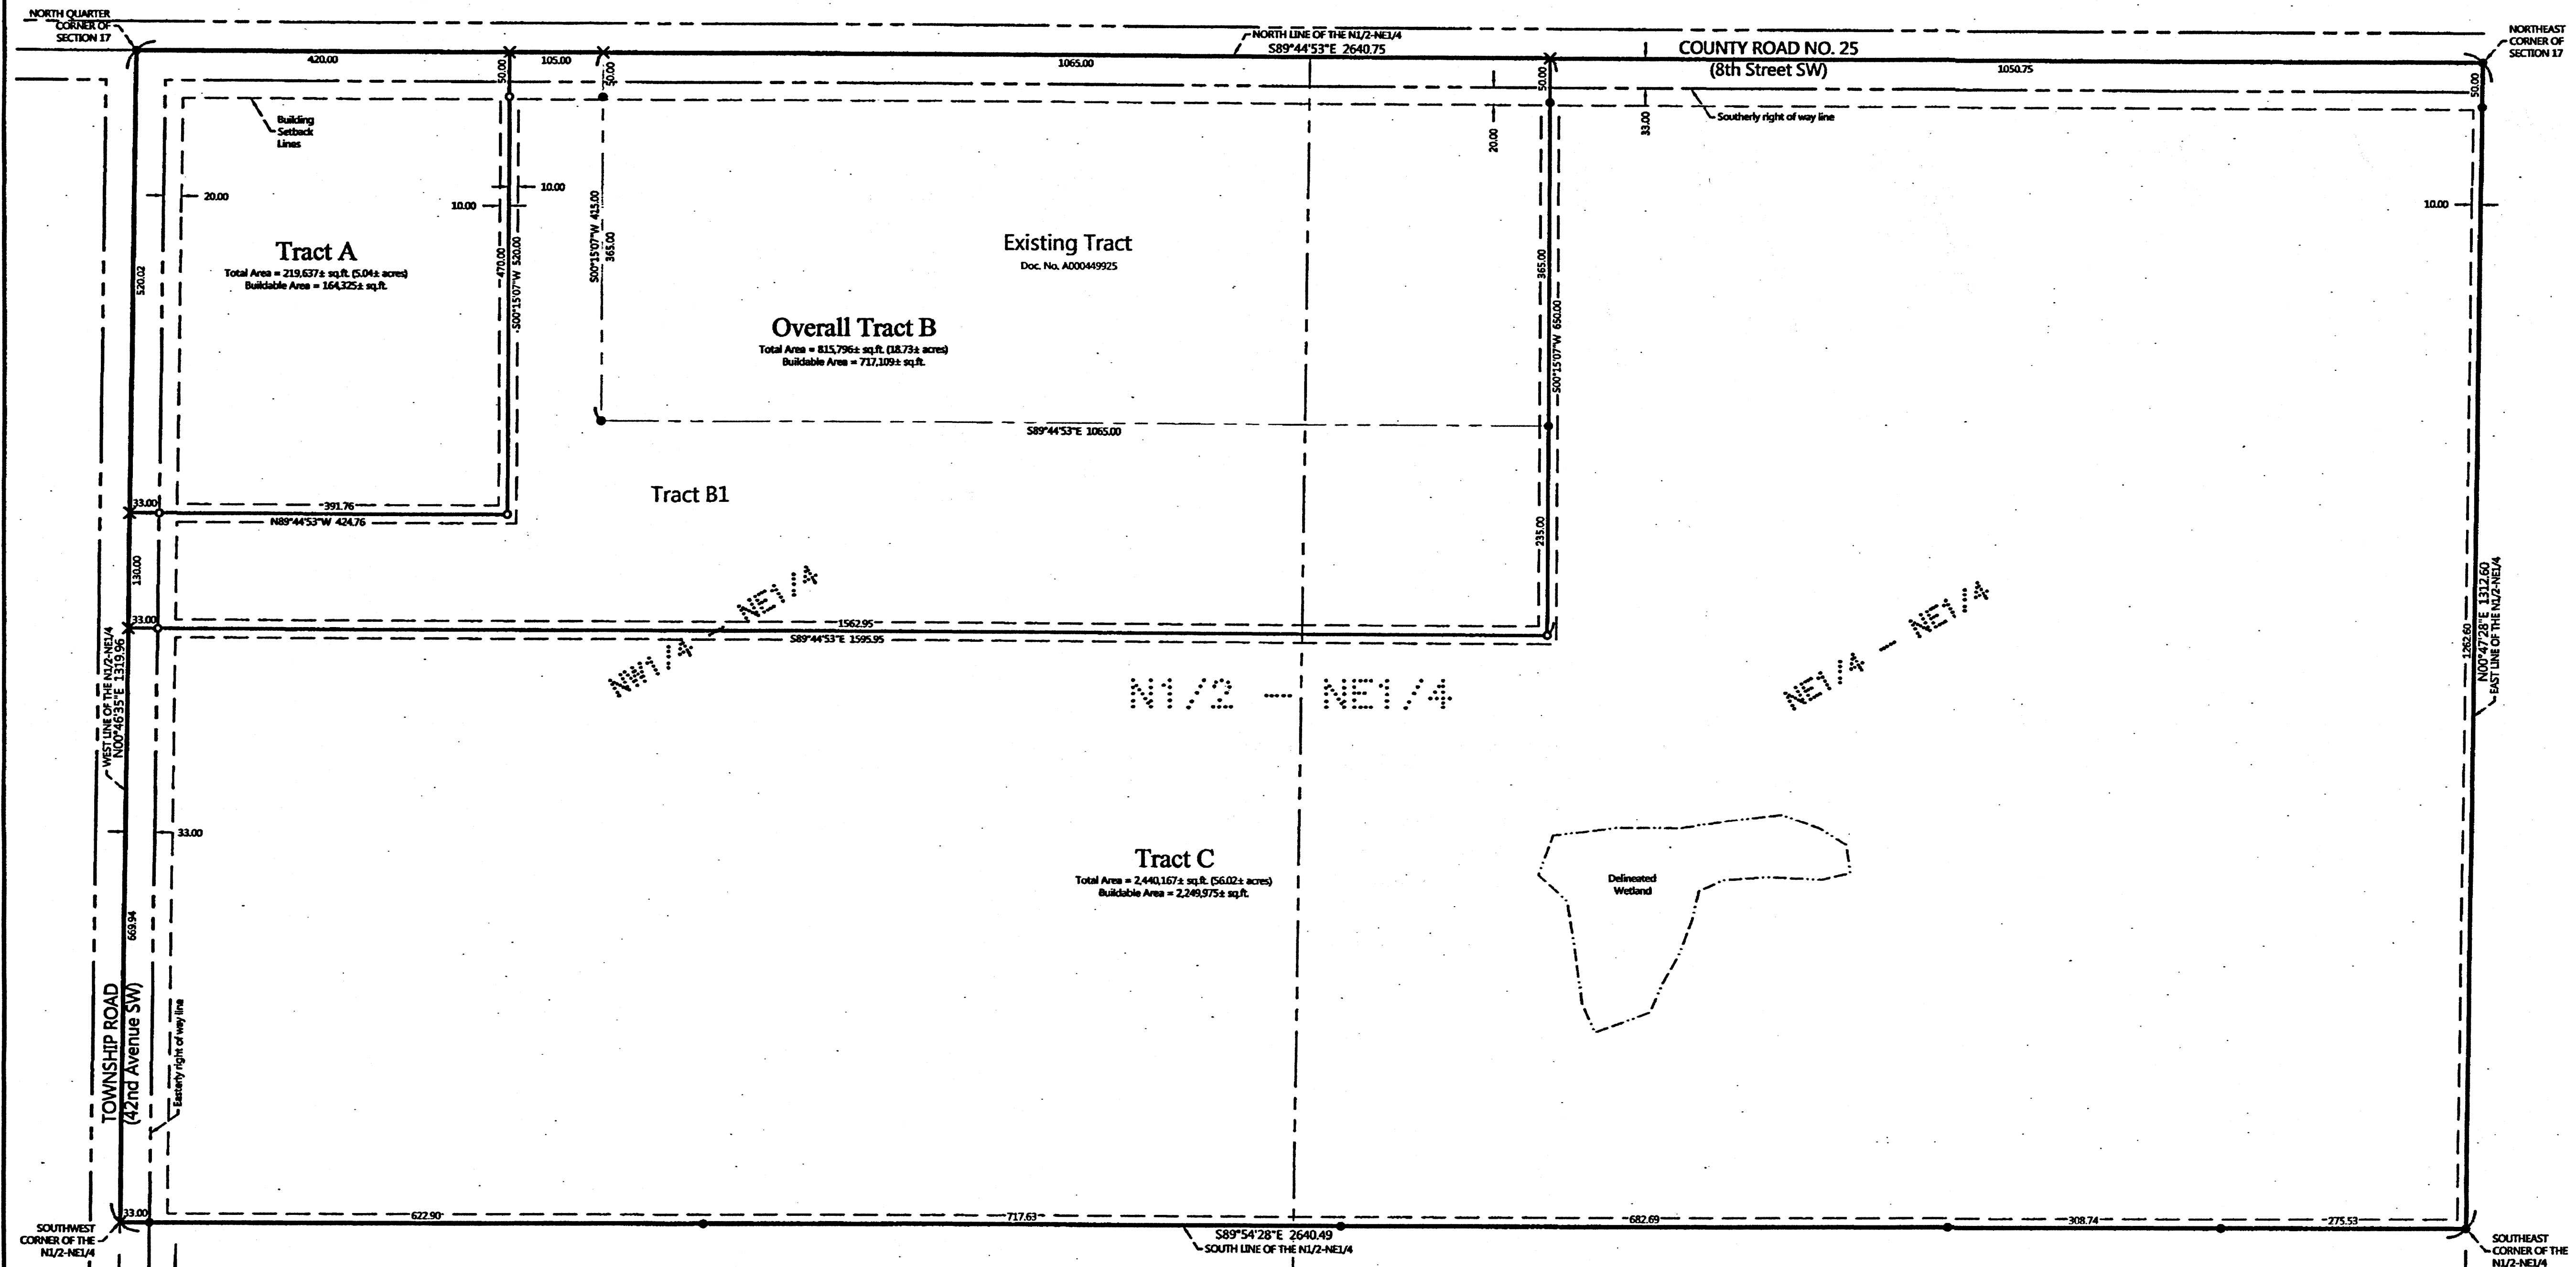 NORTH QUARTER
CORNER OF
SECTION 17
NORTH LINE OF THE N1/2-NE1/4
S89°44'53"E 2640.75
COUNTY ROAD NO. 25
(8th Street SW)
NORTHEAST
CORNER OF
SECTION 17
420.00
105.00
1065.00
1050.75
50.00
50.00
50.00
50.00
Building
Setback
Lines
20.00
33.00
Southerly right of way line
20.00
10.00
10.00
10.00
Tract A
Total Area = 219,637± sq.ft. (5.04± acres)
Buildable Area = 164,325± sq.ft.
520.02
470.00
S00°15'07"W 520.00
S00°15'07"W 415.00
365.00
Existing Tract
Doc. No. A000449925
Overall Tract B
Total Area = 815,796± sq.ft. (18.73± acres)
Buildable Area = 717,109± sq.ft.
365.00
S00°15'07"W 650.00
S89°44'53"E 1065.00
Tract B1
33.00
391.76
N89°44'53"W 424.76
235.00
130.00
33.00
1562.95
S89°44'53"E 1595.95
NW1/4 - NE1/4
N1/2 - NE1/4
NE1/4 - NE1/4
WEST LINE OF THE N1/2-NE1/4
N00°46'35"E 1319.96
1262.60
N00°47'28"E 1312.60
EAST LINE OF THE N1/2-NE1/4
33.00
Tract C
Total Area = 2,440,167± sq.ft. (56.02± acres)
Buildable Area = 2,249,975± sq.ft.
Delineated
Wetland
669.94
TOWNSHIP ROAD
(42nd Avenue SW)
Easterly right of way line
33.00
622.90
717.63
682.69
308.74
275.53
S89°54'28"E 2640.49
SOUTH LINE OF THE N1/2-NE1/4
SOUTHWEST
CORNER OF THE
N1/2-NE1/4
SOUTHEAST
CORNER OF THE
N1/2-NE1/4